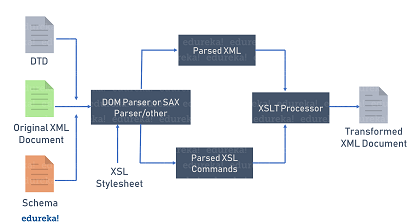 DTD
Original XML
Document
Schema
edureka!
DOM Parser or SAX
Parser/other
XSL
Stylesheet
Parsed XML
Parsed XSL
Commands
XSLT Processor
Transformed
XML Document